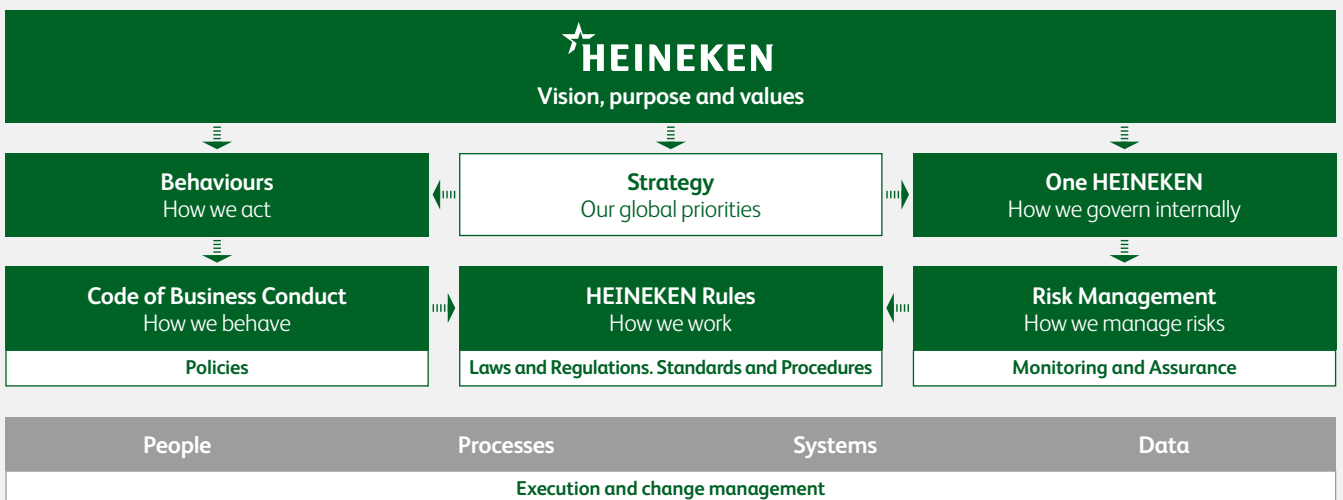 HEINEKEN
Vision, purpose and values
Behaviours
How we act
Strategy
Our global priorities
One HEINEKEN
How we govern internally
Code of Business Conduct
How we behave
Policies
HEINEKEN Rules
How we work
Laws and Regulations. Standards and Procedures
Risk Management
How we manage risks
Monitoring and Assurance
People
Processes
Systems
Data
Execution and change management